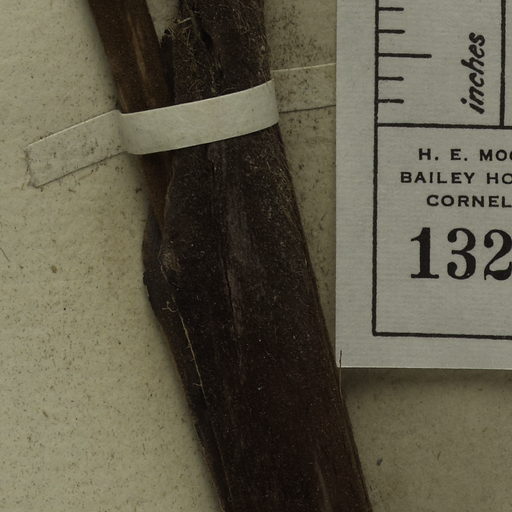 inches
H. E. MOO
BAILEY HO
CORNEL
132